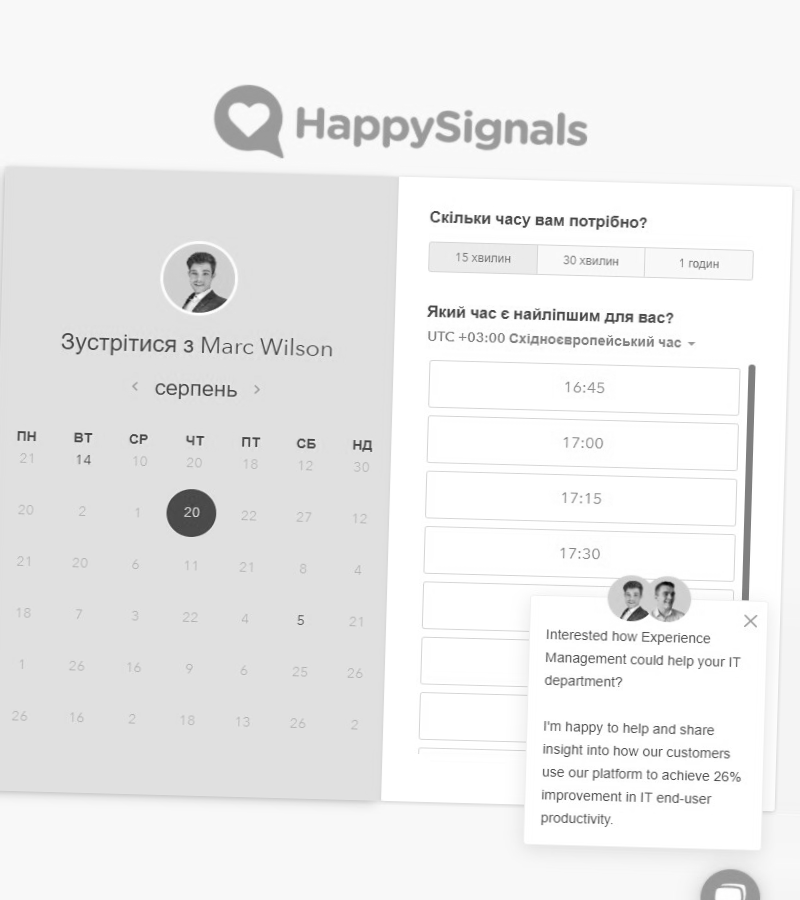 HappySignals
Зустрітися з Marc Wilson
серпень
ПН ВТ СР ЧТ ПТ СБ НД
21 14 10 20 18 12 30
20 2 1 20 22 27 12
21 20 6 11 21 8 4
18 7 3 22 4 5 21
1 26 16 9 6 25 26
26 16 2 18 13 26 2
Скільки часу вам потрібно?
15 хвилин 30 хвилин 1 годин
Який час є найліпшим для вас?
UTC +03:00 Східноєвропейський час
16:45
17:00
17:15
17:30
Interested how Experience
Management could help your IT
department?
I'm happy to help and share
insight into how our customers
use our platform to achieve 26%
improvement in IT end-user
productivity.